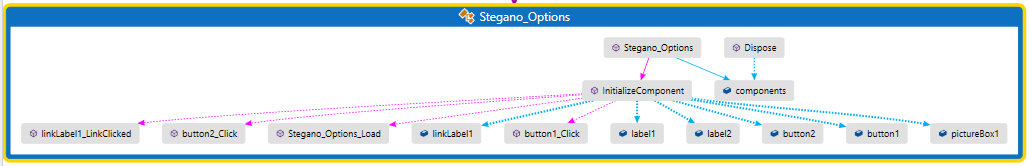 Stegano_Options
Stegano_Options
Dispose
InitializeComponent
components
linkLabel1_LinkClicked
button2_Click
Stegano_Options_Load
linkLabel1
button1_Click
label1
label2
button2
button1
pictureBox1